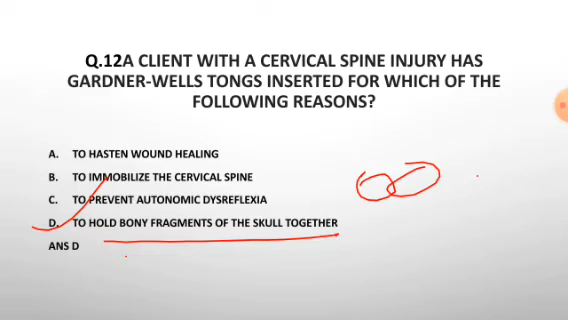 Q.12A CLIENT WITH A CERVICAL SPINE INJURY HAS
GARDNER-WELLS TONGS INSERTED FOR WHICH OF THE
FOLLOWING REASONS?
A. TO HASTEN WOUND HEALING
B. TO IMMOBILIZE THE CERVICAL SPINE
C. TO PREVENT AUTONOMIC DYSREFLEXIA
D. TO HOLD BONY FRAGMENTS OF THE SKULL TOGETHER
ANS D